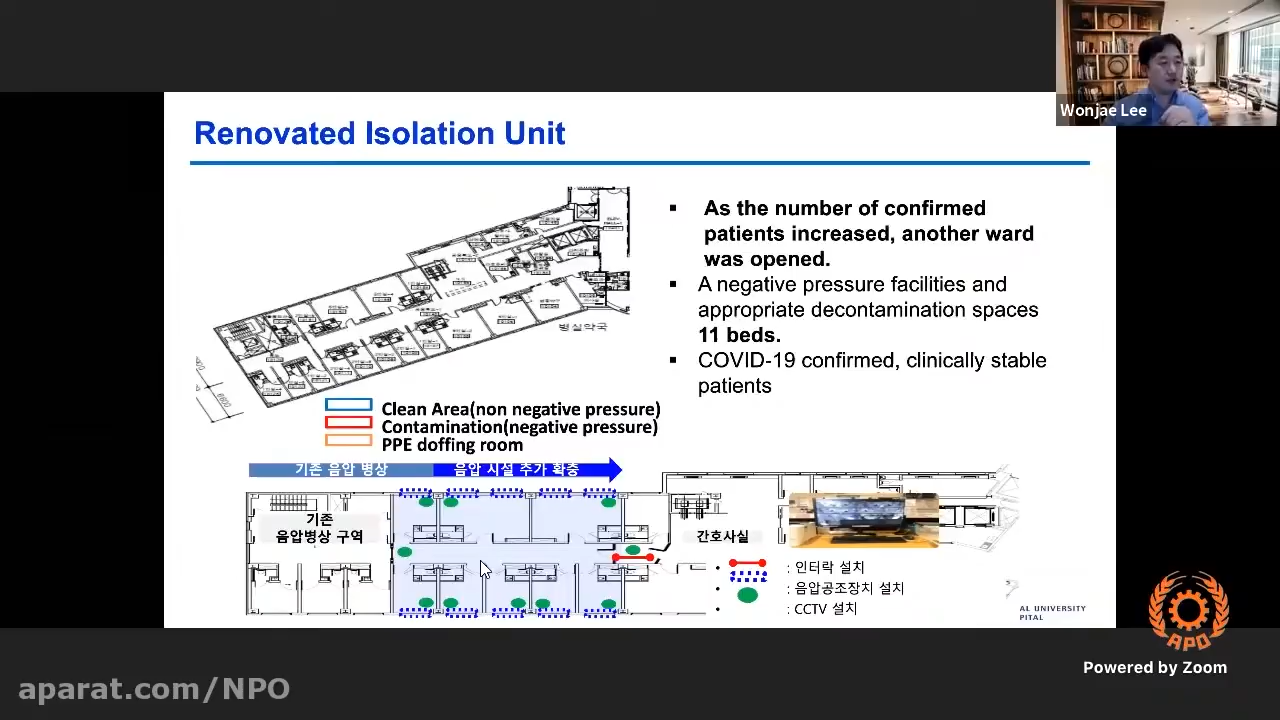 Wonjae Lee
Renovated Isolation Unit
As the number of confirmed
patients increased, another ward
was opened.
A negative pressure facilities and
appropriate decontamination spaces
11 beds.
COVID-19 confirmed, clinically stable
patients
병실약국
Clean Area(non negative pressure)
Contamination(negative pressure)
PPE doffing room
기존 음압 병상
음압 시설 추가 확충
기존
음압병상 구역
간호사실
: 인터락 설치
: 음압공조장치 설치
: CCTV 설치
AL UNIVERSITY
PITAL
APO
Powered by Zoom
aparat.com/NPO